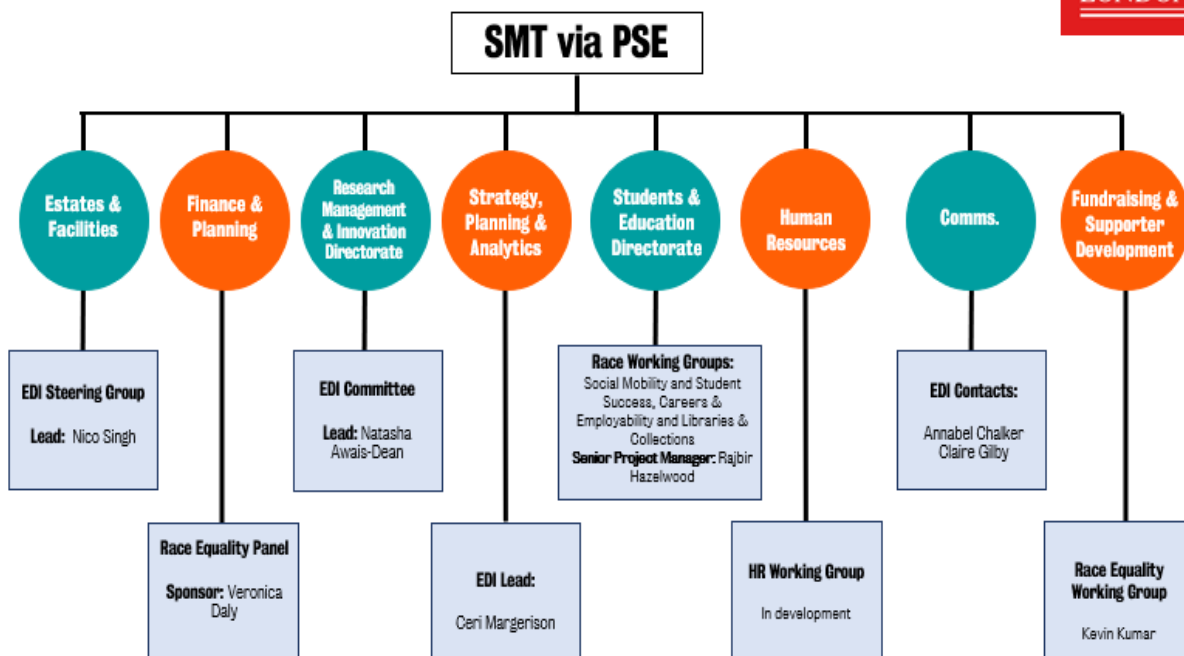 LONDON
SMT via PSE
Estates &
Facilities
Finance &
Planning
Research
Management
& Innovation
Directorate
Strategy,
Planning &
Analytics
Students &
Education
Directorate
Human
Resources
Comms.
Fundraising &
Supporter
Development
EDI Steering Group
Lead: Nico Singh
EDI Committee
Lead: Natasha
Awais-Dean
Race Working Groups:
Social Mobility and Student
Success, Careers &
Employability and Libraries &
Collections
Senior Project Manager: Rajbir
Hazelwood
EDI Contacts:
Annabel Chalker
Claire Gilby
Race Equality Panel
Sponsor: Veronica
Daly
EDI Lead:
Ceri Margerison
HR Working Group
In development
Race Equality
Working Group
Kevin Kumar